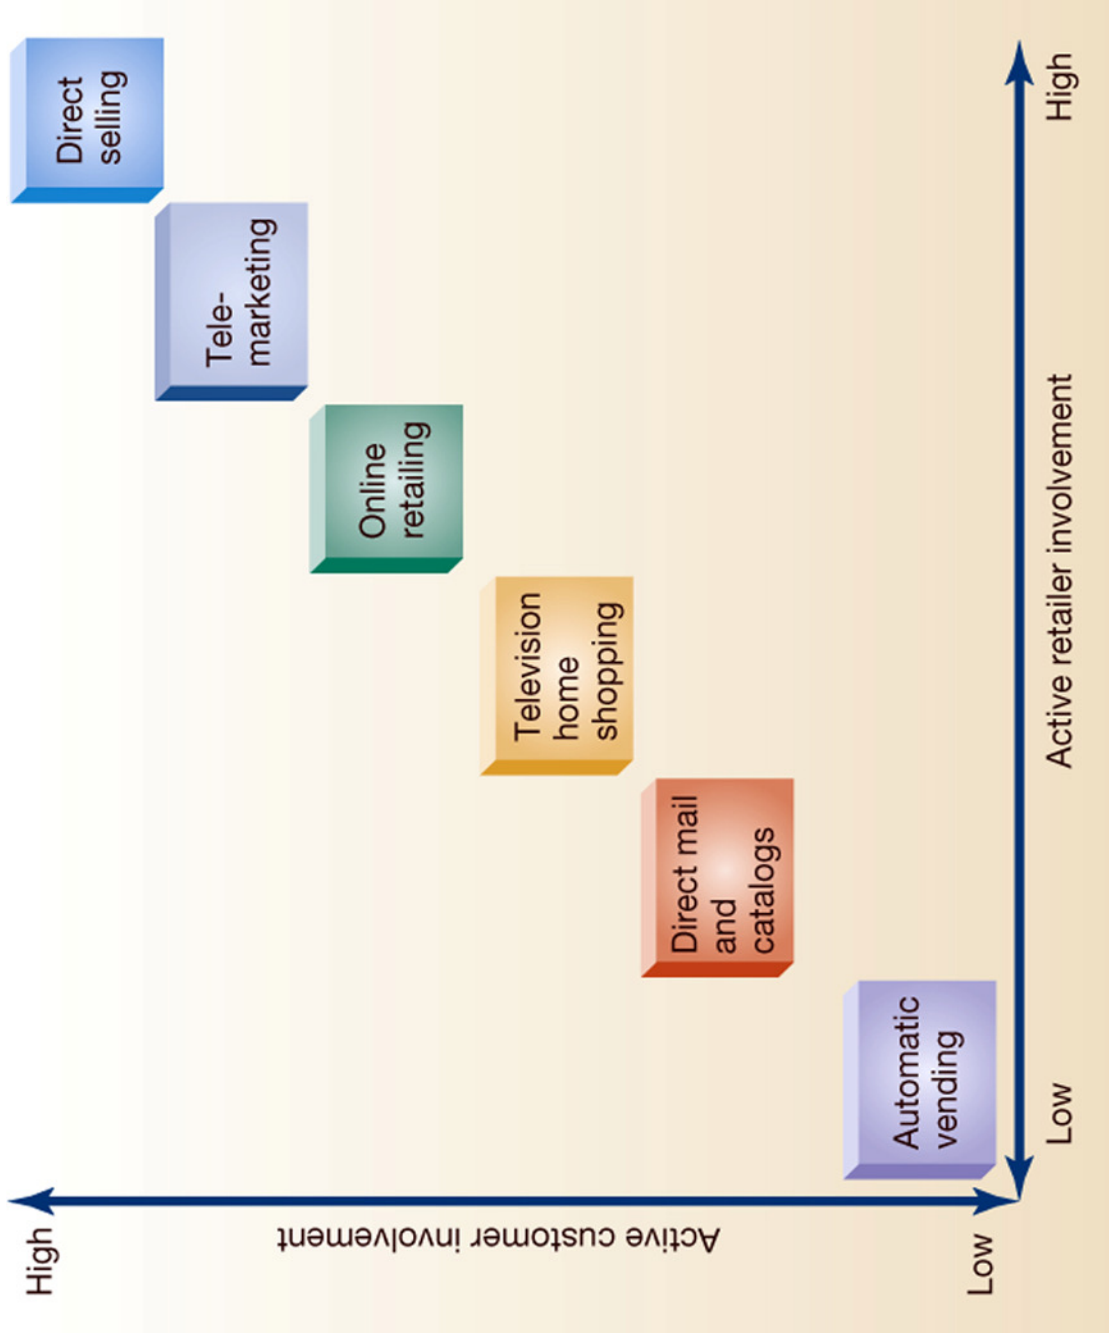 High
Active customer involvement
Low
Automatic
vending
Direct mail
and
catalogs
Television
home
shopping
Online
retailing
Tele-
marketing
Direct
selling
Low
Active retailer involvement
High